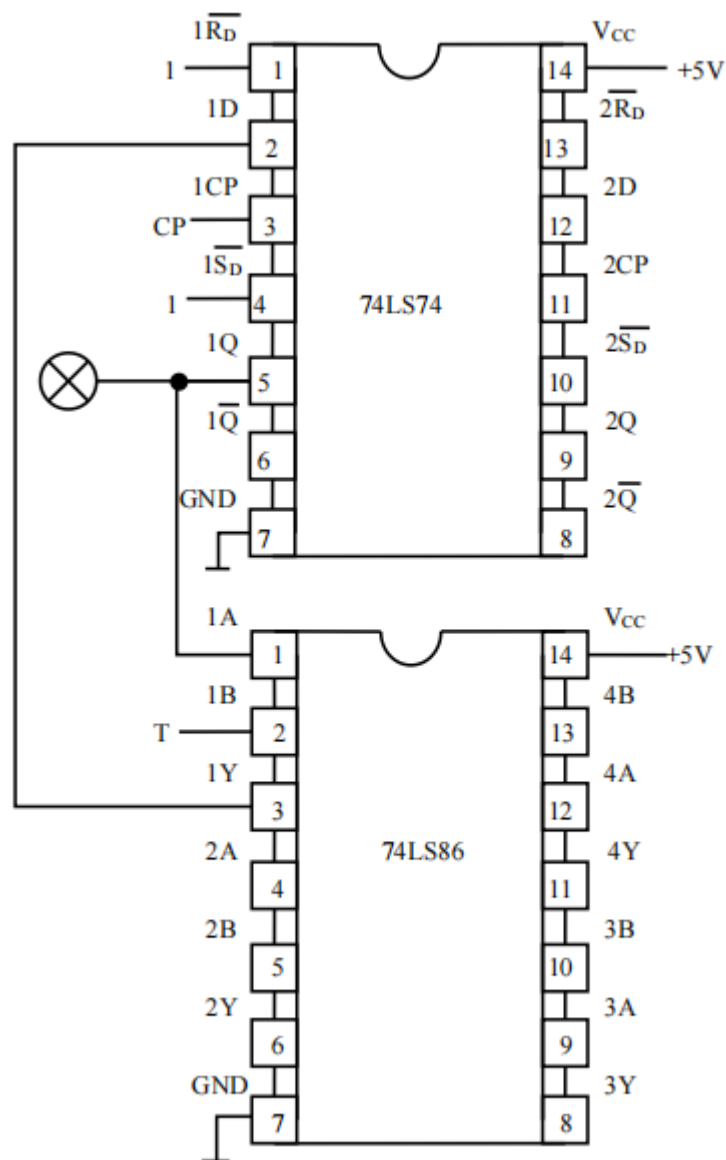 1R̅D̅ VCC
1 1 14 +5V
1D 2R̅D̅
2 13
1CP 2D
CP 3 12
1S̅D̅ 2CP
1 4 74LS74 11
1Q 2S̅D̅
5 10
1Q̅ 2Q
6 9
GND 2Q̅
7 8
1A VCC
1 14 +5V
1B 4B
T 2 13
1Y 4A
3 12
2A 74LS86 4Y
4 11
2B 3B
5 10
2Y 3A
6 9
GND 3Y
7 8